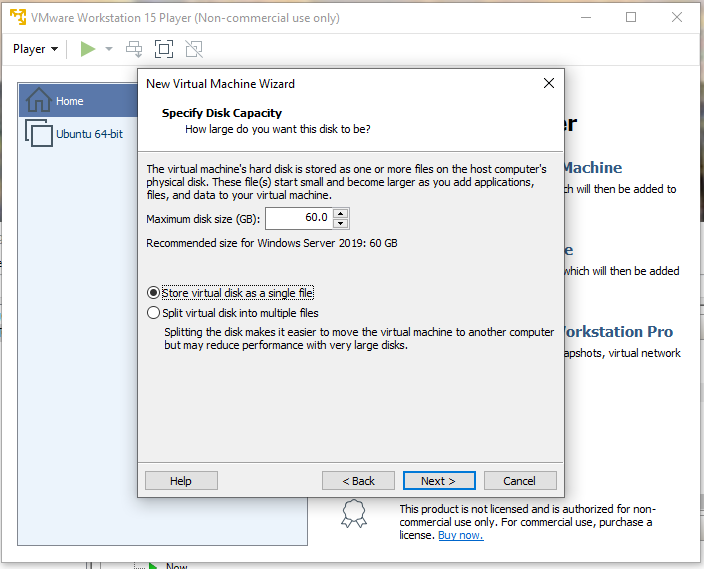 VMware Workstation 15 Player (Non-commercial use only)
Player
Home
Ubuntu 64-bit
New Virtual Machine Wizard
Specify Disk Capacity
How large do you want this disk to be?
The virtual machine's hard disk is stored as one or more files on the host computer's
physical disk. These file(s) start small and become larger as you add applications,
files, and data to your virtual machine.
Maximum disk size (GB): 60.0
Recommended size for Windows Server 2019: 60 GB
Store virtual disk as a single file
Split virtual disk into multiple files
Splitting the disk makes it easier to move the virtual machine to another computer
but may reduce performance with very large disks.
Help
< Back
Next >
Cancel
er
Machine
ch will then be added to
e
which will then be added
orkstation Pro
apshots, virtual network
This product is not licensed and is authorized for non-
commercial use only. For commercial use, purchase a
license. Buy now.
Now